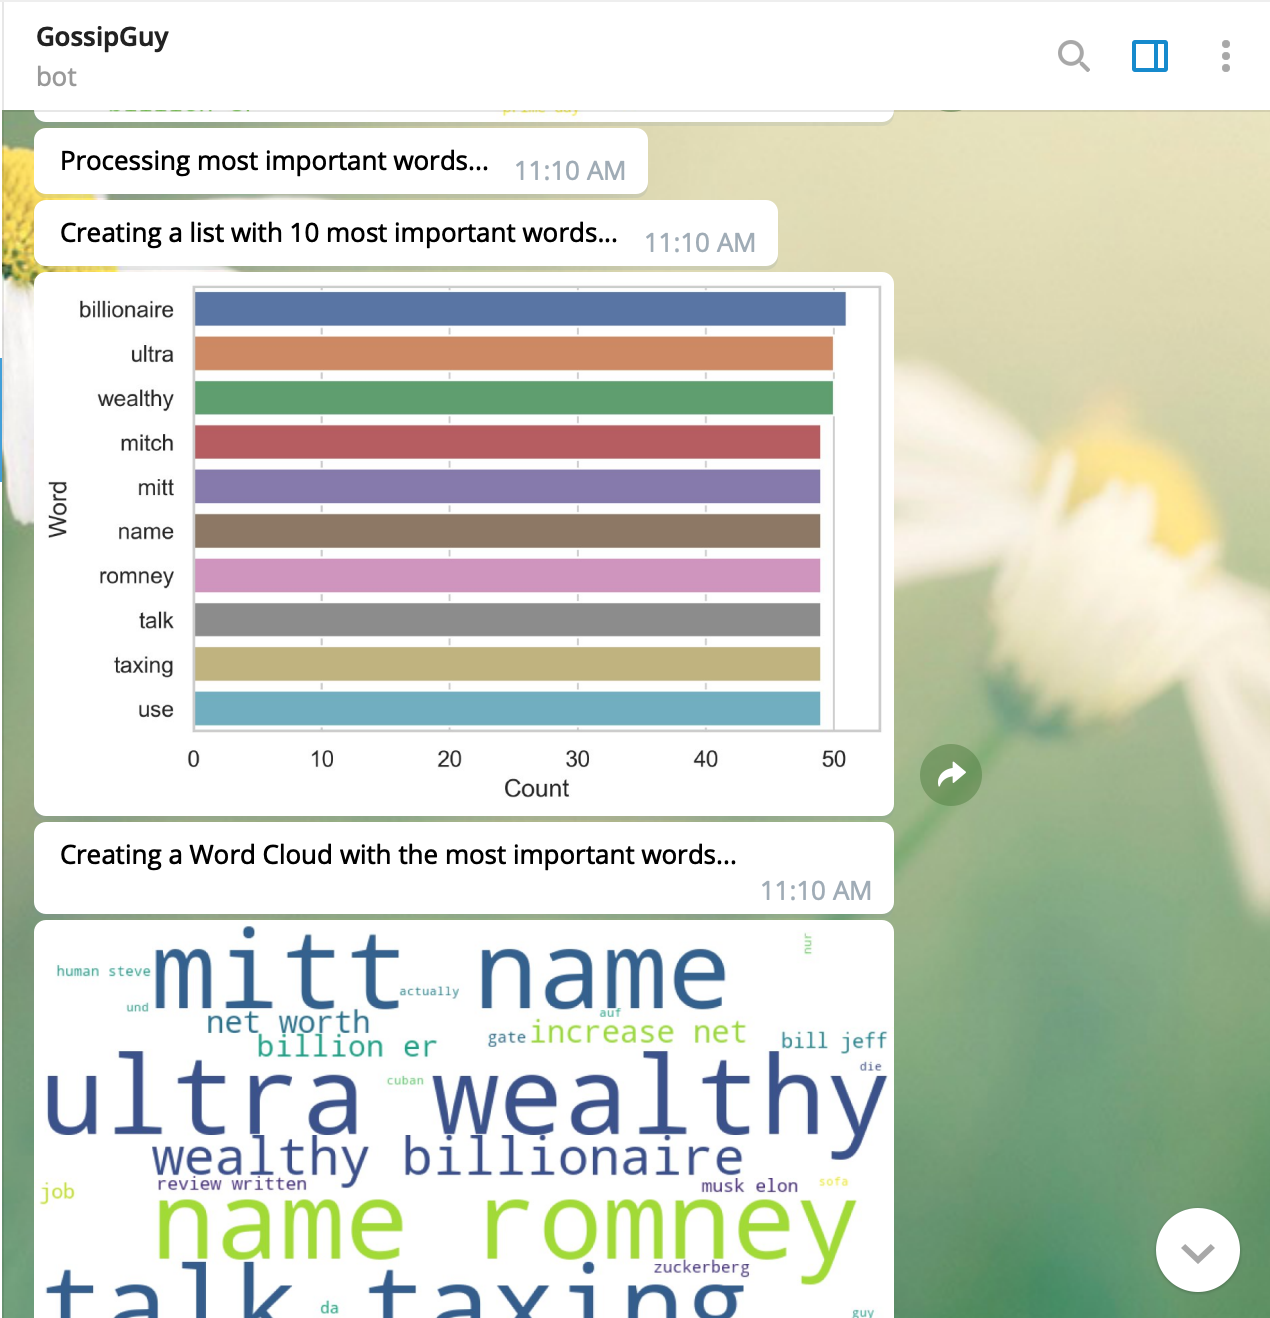 GossipGuy
bot
Processing most important words... 11:10 AM
Creating a list with 10 most important words... 11:10 AM
billionaire
ultra
wealthy
mitch
mitt
name
romney
talk
taxing
use
Word
0 10 20 30 40 50
Count
Creating a Word Cloud with the most important words...
11:10 AM
mitt name
nur
human steve
actually
und
net worth
auf
gate
increase net
bill jeff
billion er
die
cuban
ultra wealthy
wealthy billionaire
job
review written
musk elon
sofa
name romney
zuckerberg
talk taxing
da
guy